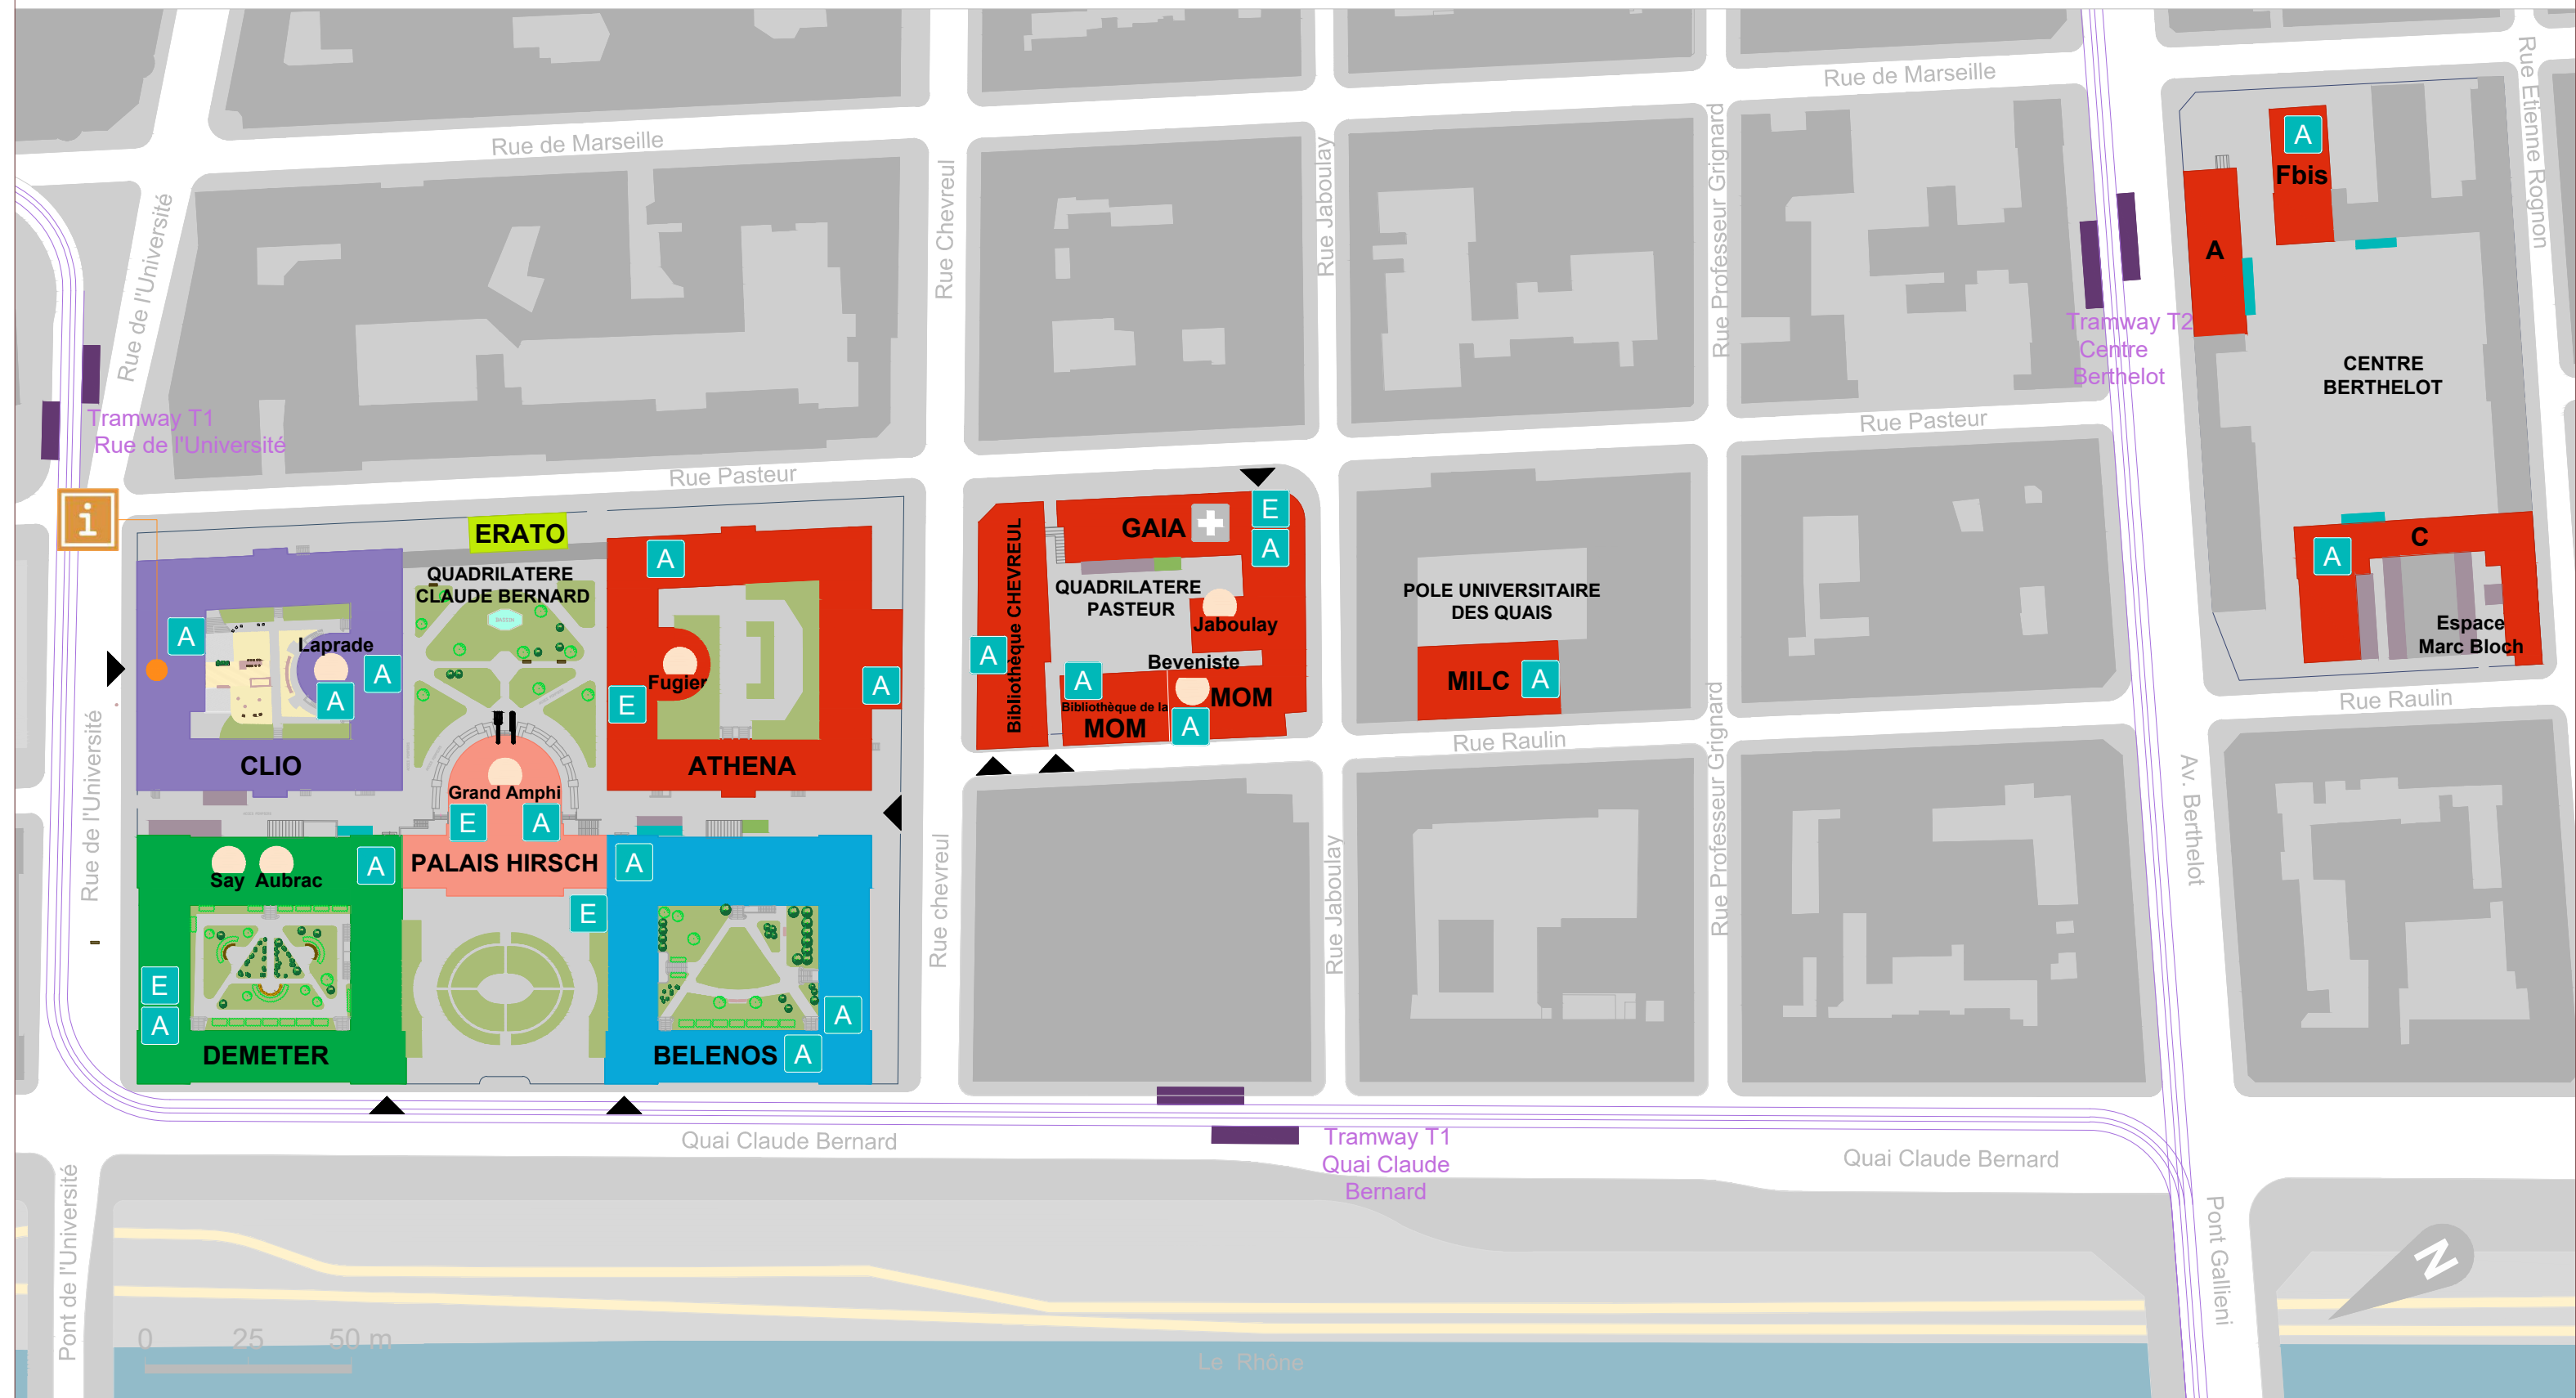 Rue de Marseille
Rue Etienne Rognon
A
Fbis
Rue de Marseille
Rue de l'Université
Rue Chevreul
Rue Jaboulay
Rue Professeur Grignard
A
Tramway T2
Centre
Berthelot
CENTRE
BERTHELOT
Tramway T1
Rue de l'Université
Rue Pasteur
Rue Pasteur
i
ERATO
QUADRILATERE
CLAUDE BERNARD
BASSIN
A
Laprade
A
A
CLIO
A
Fugier
E
A
ATHENA
Bibliothèque CHEVREUL
A
GAIA
E
A
QUADRILATERE
PASTEUR
Jaboulay
Beveniste
MOM
A
Bibliothèque de la
MOM
A
POLE UNIVERSITAIRE
DES QUAIS
MILC
A
C
A
Espace
Marc Bloch
Rue Raulin
Rue Raulin
Rue de l'Université
Grand Amphi
E
A
PALAIS HIRSCH
E
Say
Aubrac
A
E
A
DEMETER
A
A
BELENOS
A
Rue chevreul
Rue Jaboulay
Rue Professeur Grignard
Av. Berthelot
Quai Claude Bernard
Tramway T1
Quai Claude
Bernard
Quai Claude Bernard
Pont de l'Université
Pont Gallieni
N
0
25
50 m
Le Rhône